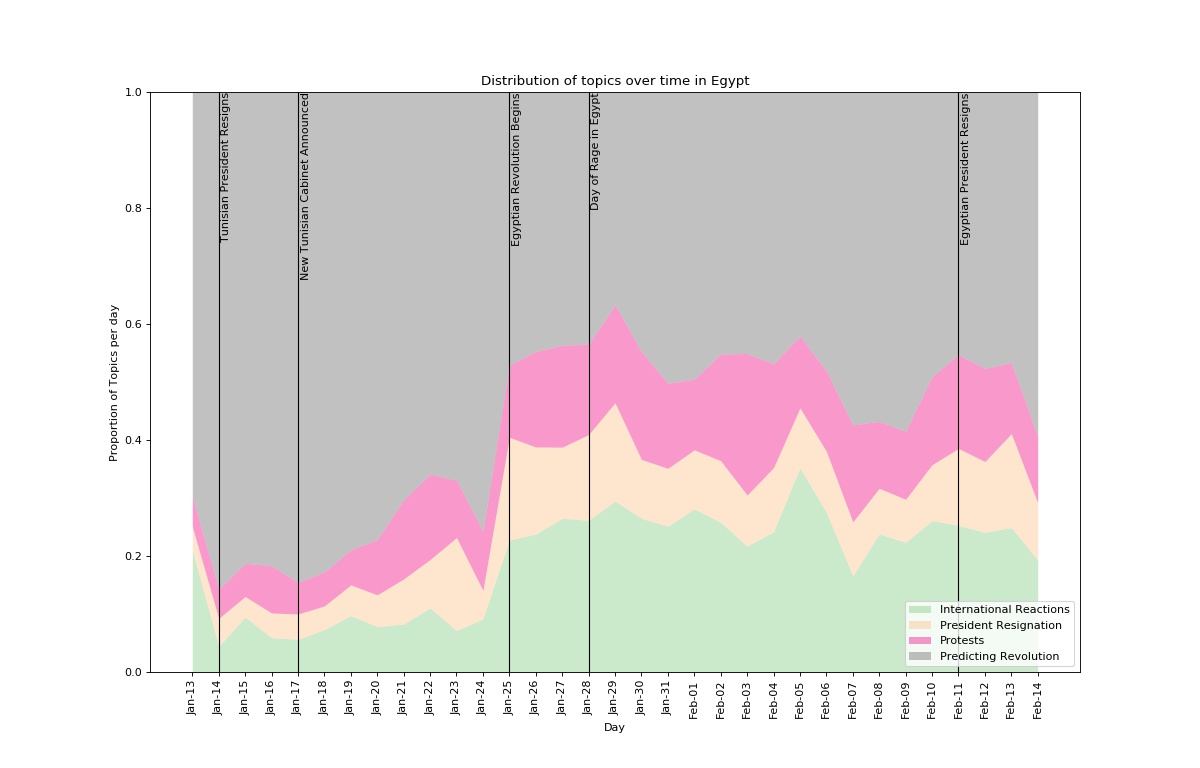 Distribution of topics over time in Egypt
Proportion of Topics per day
1.0
0.8
0.6
0.4
0.2
0.0
Tunisian President Resigns
New Tunisian Cabinet Announced
Egyptian Revolution Begins
Day of Rage in Egypt
Egyptian President Resigns
International Reactions
President Resignation
Protests
Predicting Revolution
Jan-13
Jan-14
Jan-15
Jan-16
Jan-17
Jan-18
Jan-19
Jan-20
Jan-21
Jan-22
Jan-23
Jan-24
Jan-25
Jan-26
Jan-27
Jan-28
Jan-29
Jan-30
Jan-31
Feb-01
Feb-02
Feb-03
Feb-04
Feb-05
Feb-06
Feb-07
Feb-08
Feb-09
Feb-10
Feb-11
Feb-12
Feb-13
Feb-14
Day